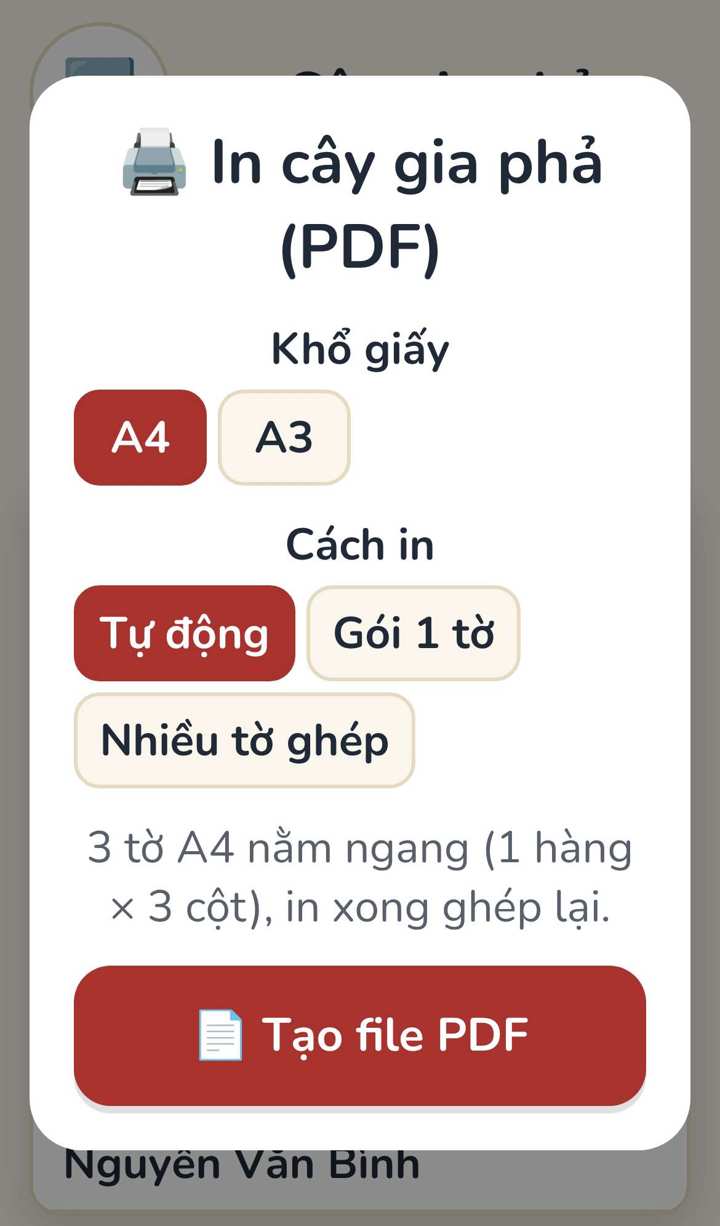 In cây gia phả
(PDF)
Khổ giấy
A4 A3
Cách in
Tự động Gói 1 tờ
Nhiều tờ ghép
3 tờ A4 nằm ngang (1 hàng
× 3 cột), in xong ghép lại.
Tạo file PDF
Nguyễn Văn Bình